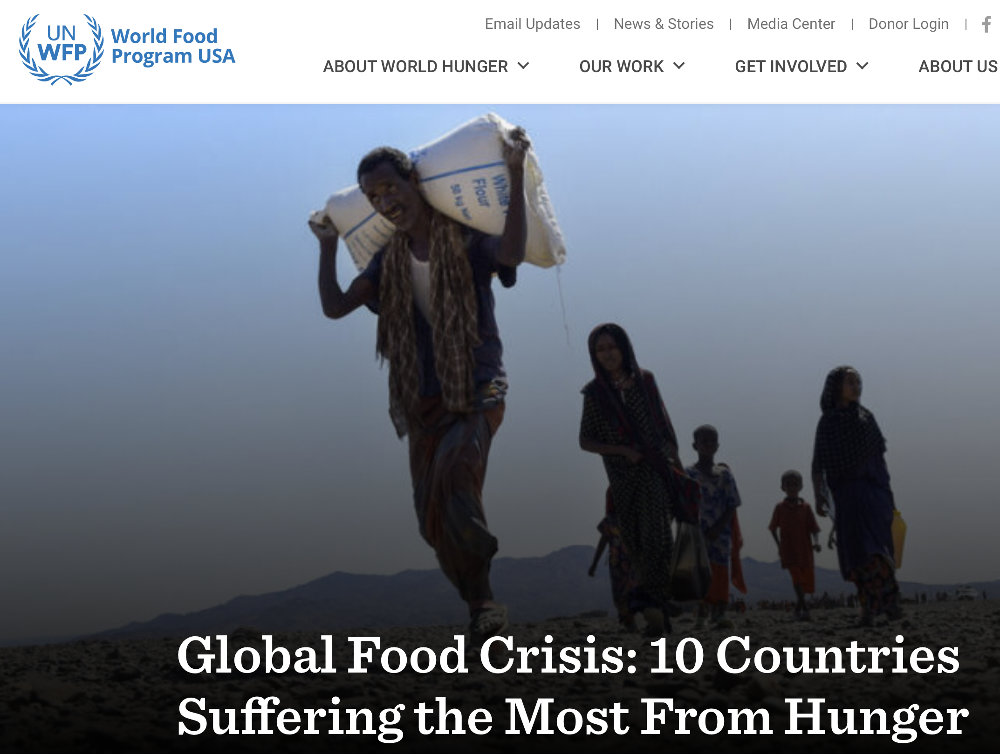 UN
WFP
World Food
Program USA
Email Updates | News & Stories | Media Center | Donor Login |
ABOUT WORLD HUNGER
OUR WORK
GET INVOLVED
ABOUT US
White
Flour
50 kg net
Global Food Crisis: 10 Countries
Suffering the Most From Hunger